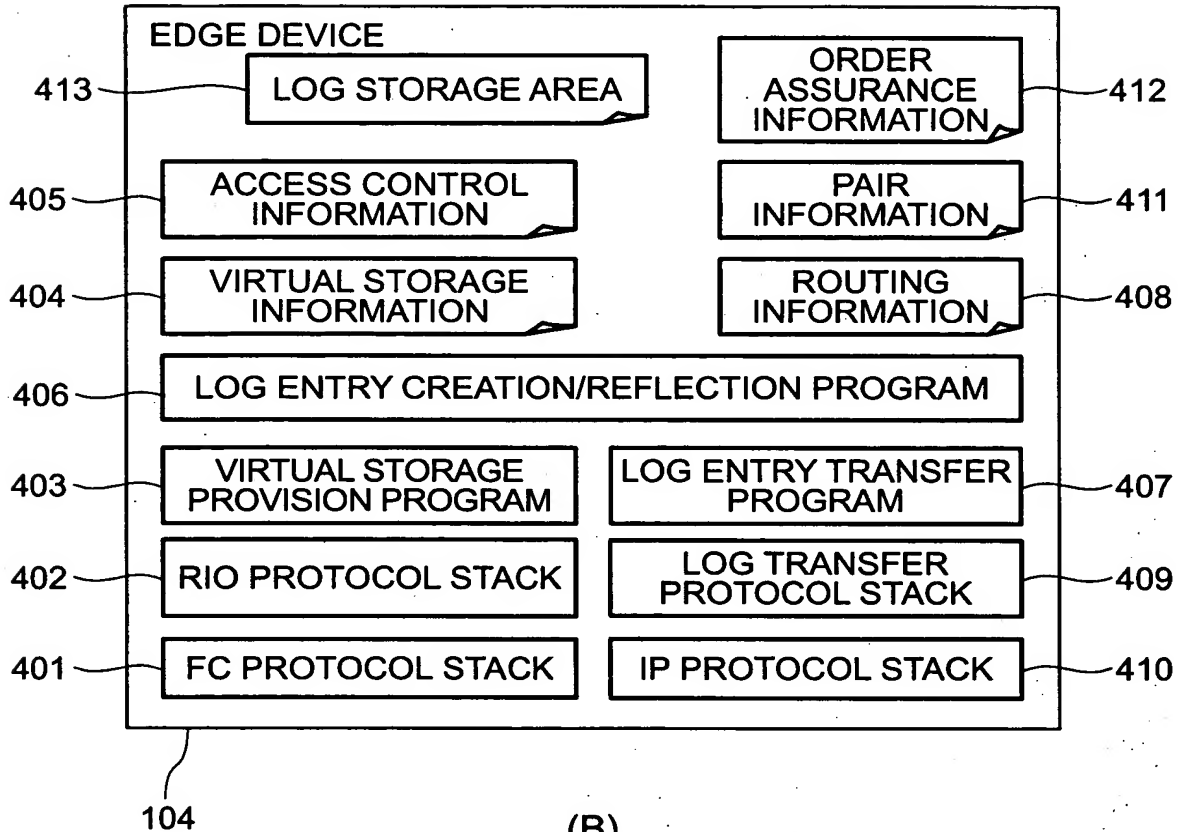 EDGE DEVICE
413
LOG STORAGE AREA
ORDER
ASSURANCE
INFORMATION
412
405
ACCESS CONTROL
INFORMATION
PAIR
INFORMATION
411
404
VIRTUAL STORAGE
INFORMATION
ROUTING
INFORMATION
408
406
LOG ENTRY CREATION/REFLECTION PROGRAM
403
VIRTUAL STORAGE
PROVISION PROGRAM
LOG ENTRY TRANSFER
PROGRAM
407
402
RIO PROTOCOL STACK
LOG TRANSFER
PROTOCOL STACK
409
401
FC PROTOCOL STACK
IP PROTOCOL STACK
410
104
(B)